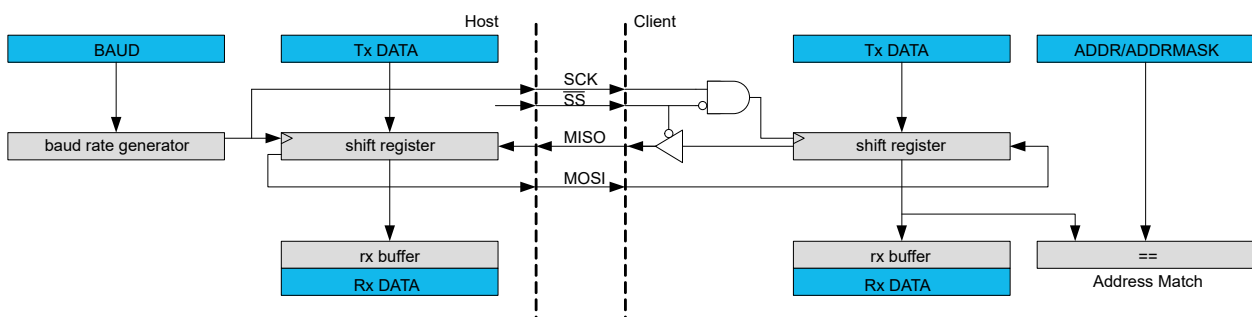 Host
Client
BAUD
Tx DATA
Tx DATA
ADDR/ADDRMASK
SCK
SS
baud rate generator
shift register
MISO
shift register
MOSI
rx buffer
rx buffer
==
Rx DATA
Rx DATA
Address Match